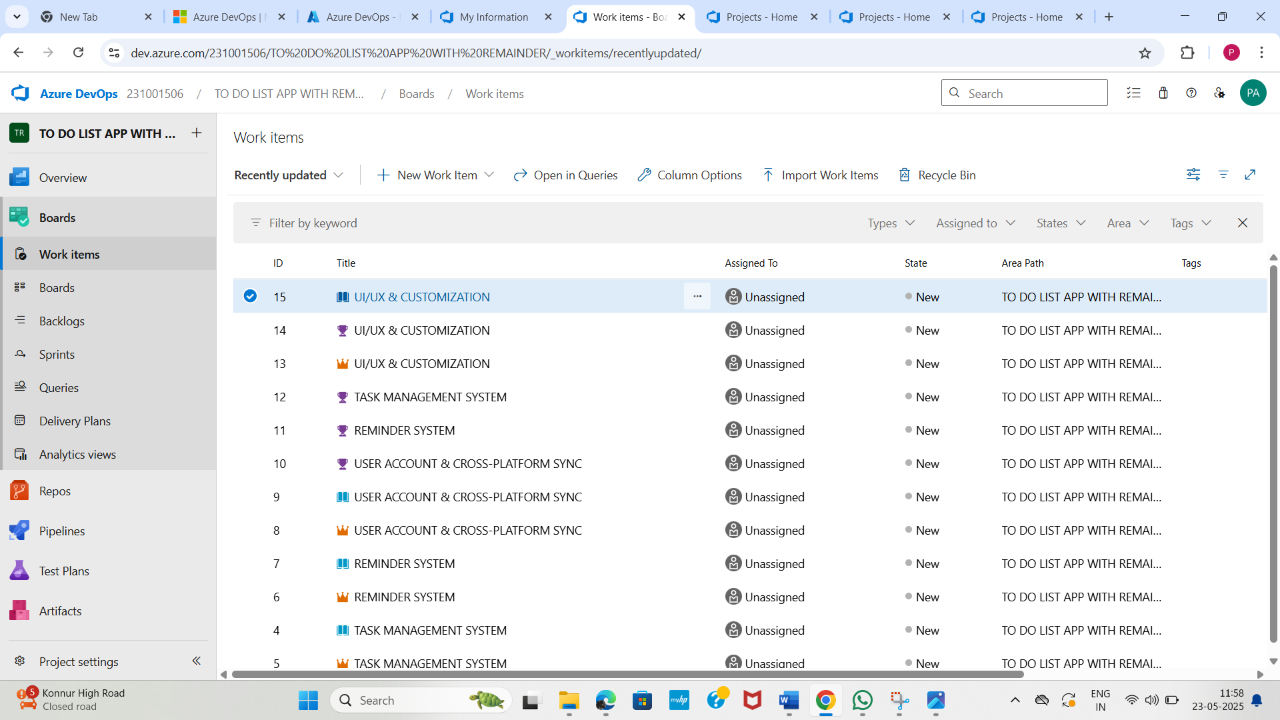 New Tab
Azure DevOps |
Azure DevOps -
My Information
Work items - Boa
Projects - Home
Projects - Home
Projects - Home
dev.azure.com/231001506/TO%20DO%20LIST%20APP%20WITH%20REMAINDER/_workitems/recentlyupdated/
P
Azure DevOps 231001506 / TO DO LIST APP WITH REM... / Boards / Work items
Search
PA
TR TO DO LIST APP WITH ...
Overview
Boards
Work items
Boards
Backlogs
Sprints
Queries
Delivery Plans
Analytics views
Repos
Pipelines
Test Plans
Artifacts
Project settings
Work items
Recently updated New Work Item Open in Queries Column Options Import Work Items Recycle Bin
Filter by keyword Types Assigned to States Area Tags
ID Title Assigned To State Area Path Tags
15 UI/UX & CUSTOMIZATION Unassigned New TO DO LIST APP WITH REMAI...
14 UI/UX & CUSTOMIZATION Unassigned New TO DO LIST APP WITH REMAI...
13 UI/UX & CUSTOMIZATION Unassigned New TO DO LIST APP WITH REMAI...
12 TASK MANAGEMENT SYSTEM Unassigned New TO DO LIST APP WITH REMAI...
11 REMINDER SYSTEM Unassigned New TO DO LIST APP WITH REMAI...
10 USER ACCOUNT & CROSS-PLATFORM SYNC Unassigned New TO DO LIST APP WITH REMAI...
9 USER ACCOUNT & CROSS-PLATFORM SYNC Unassigned New TO DO LIST APP WITH REMAI...
8 USER ACCOUNT & CROSS-PLATFORM SYNC Unassigned New TO DO LIST APP WITH REMAI...
7 REMINDER SYSTEM Unassigned New TO DO LIST APP WITH REMAI...
6 REMINDER SYSTEM Unassigned New TO DO LIST APP WITH REMAI...
4 TASK MANAGEMENT SYSTEM Unassigned New TO DO LIST APP WITH REMAI...
5 TASK MANAGEMENT SYSTEM Unassigned New TO DO LIST APP WITH REMAI...
5 Konnur High Road
Closed road
Search
ENG
IN
11:58
23-05-2025